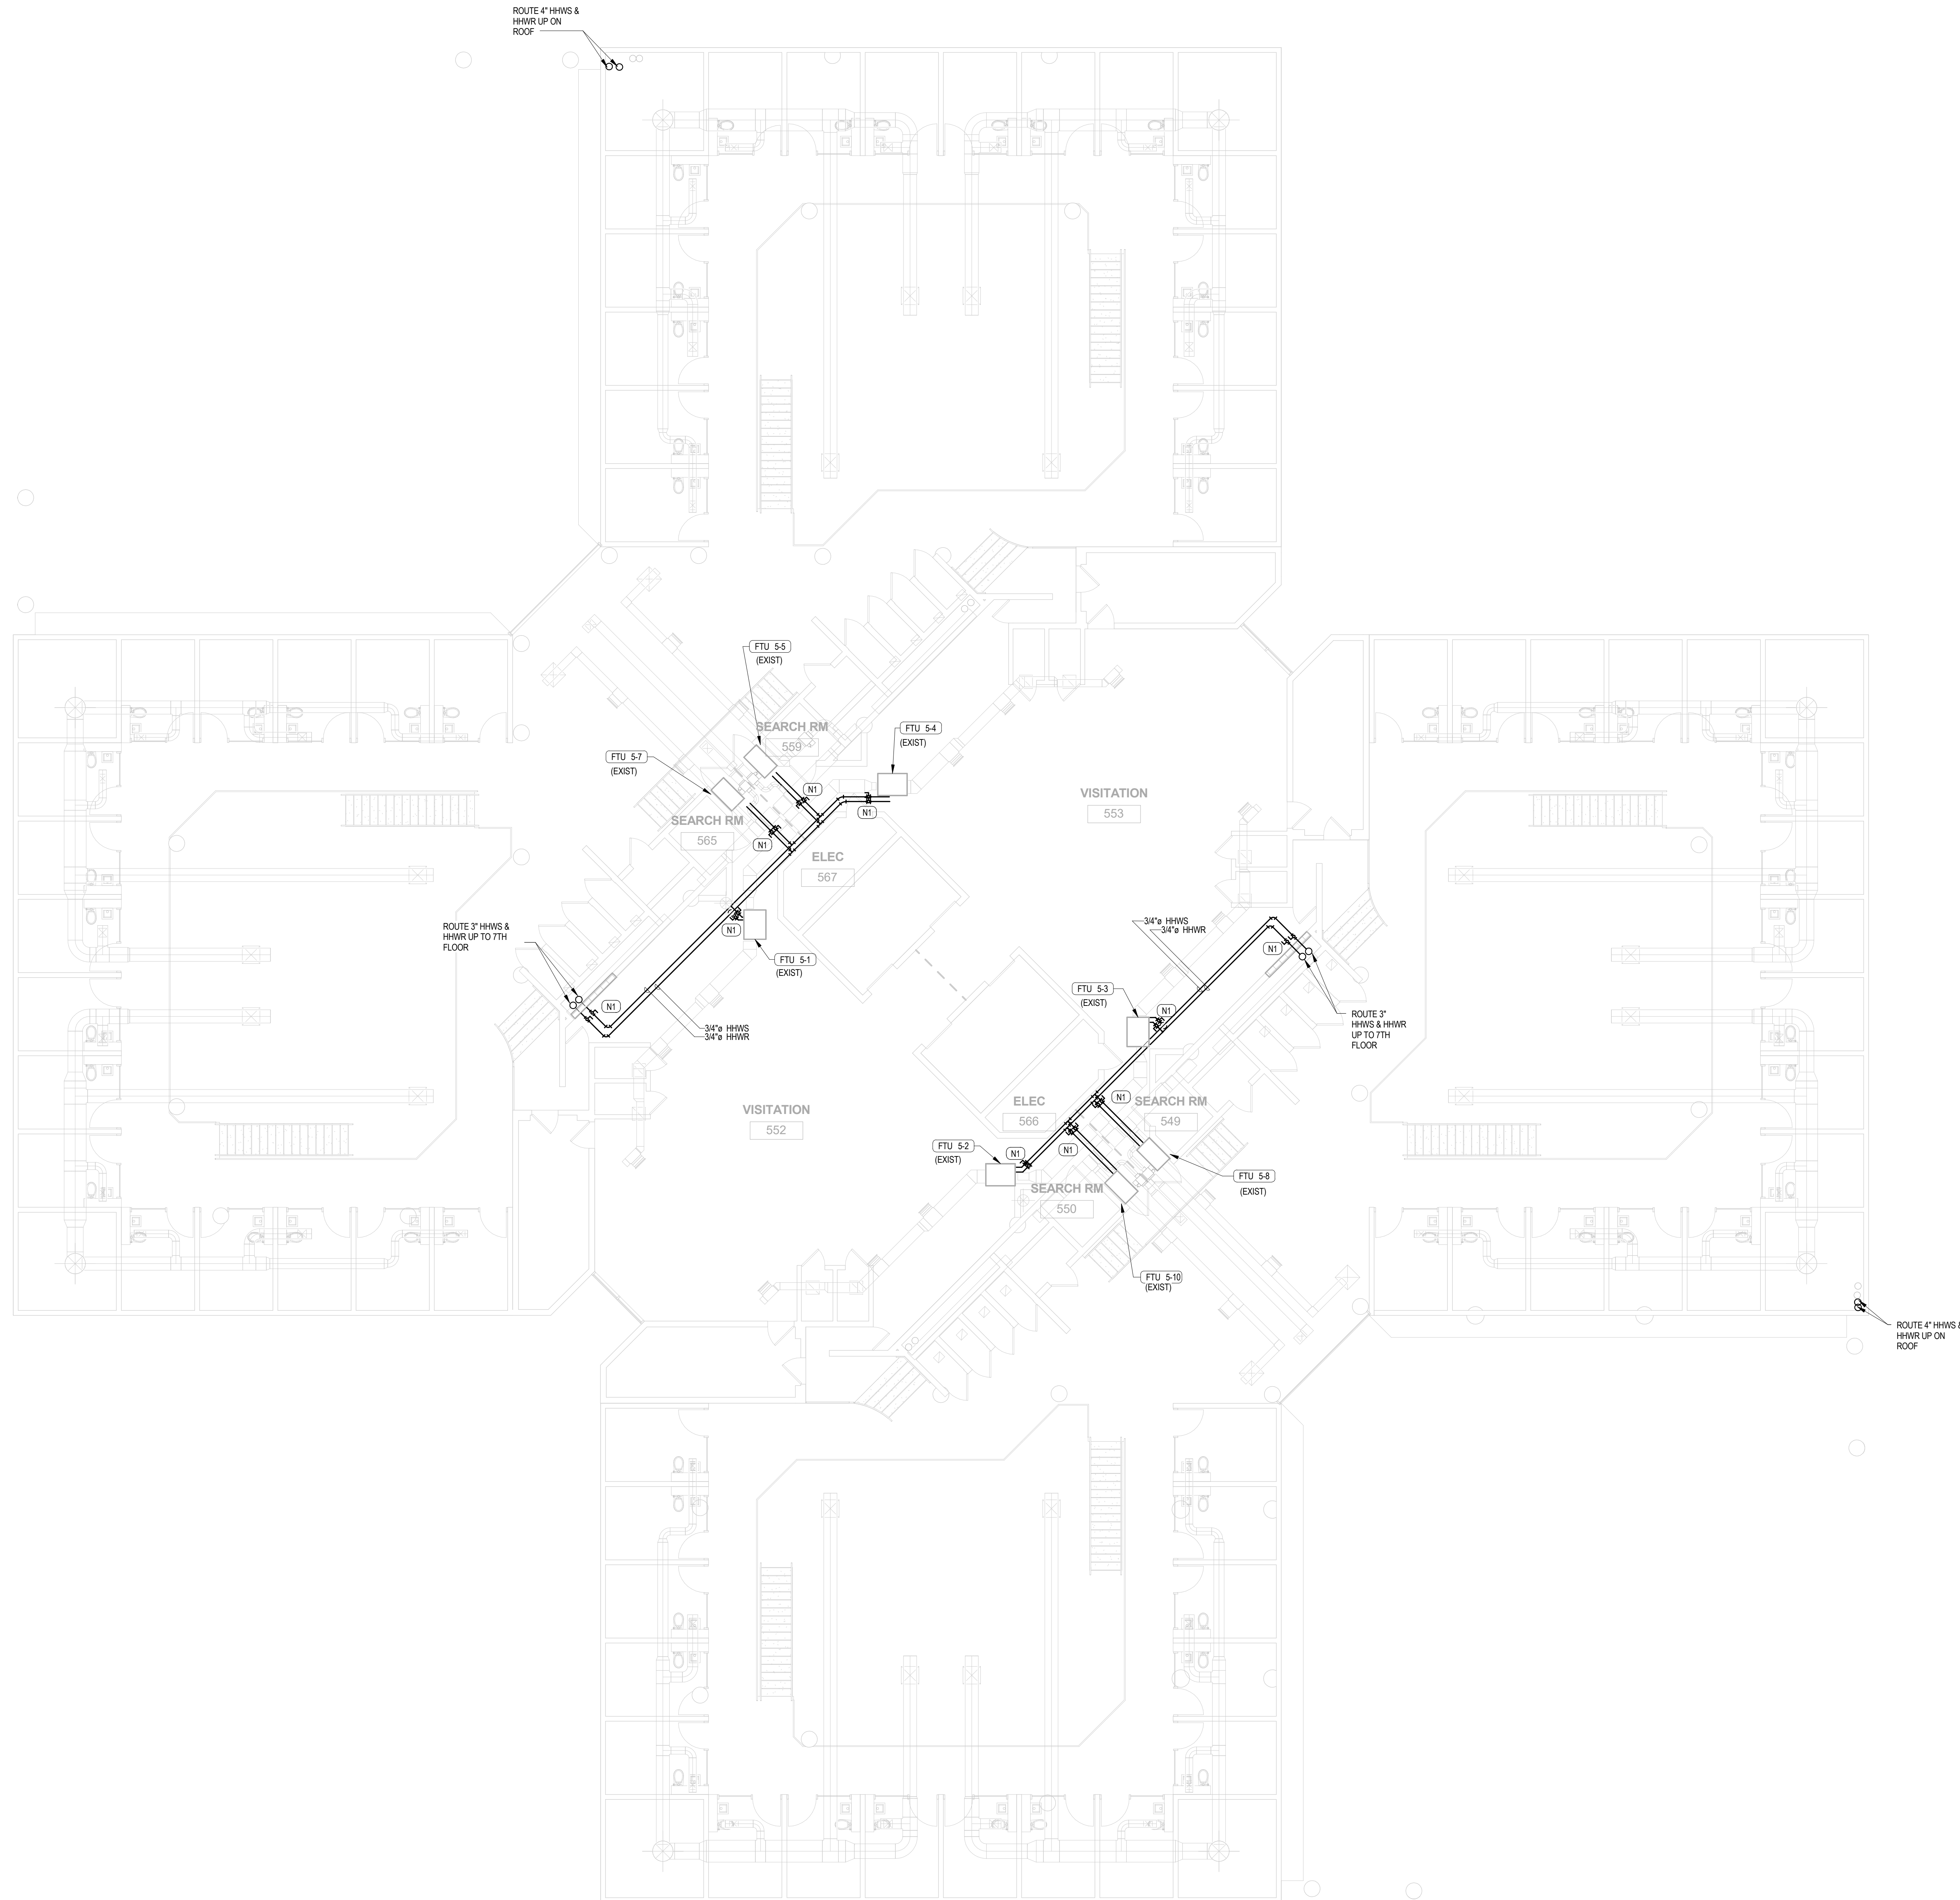 ROUTE 4" HHWS &
HHWR UP ON
ROOF
FTU 5-5
(EXIST)
SEARCH RM
559
FTU 5-4
(EXIST)
FTU 5-7
(EXIST)
N1
N1
VISITATION
553
SEARCH RM
565
N1
ELEC
567
ROUTE 3" HHWS &
HHWR UP TO 7TH
FLOOR
N1
FTU 5-1
(EXIST)
3/4"ø HHWS
3/4"ø HHWR
N1
FTU 5-3
(EXIST)
N1
N1
ROUTE 3"
HHWS & HHWR
UP TO 7TH
FLOOR
3/4"ø HHWS
3/4"ø HHWR
N1
VISITATION
552
ELEC
566
SEARCH RM
549
FTU 5-2
(EXIST)
N1
N1
FTU 5-8
(EXIST)
SEARCH RM
550
FTU 5-10
(EXIST)
ROUTE 4" HHWS &
HHWR UP ON
ROOF